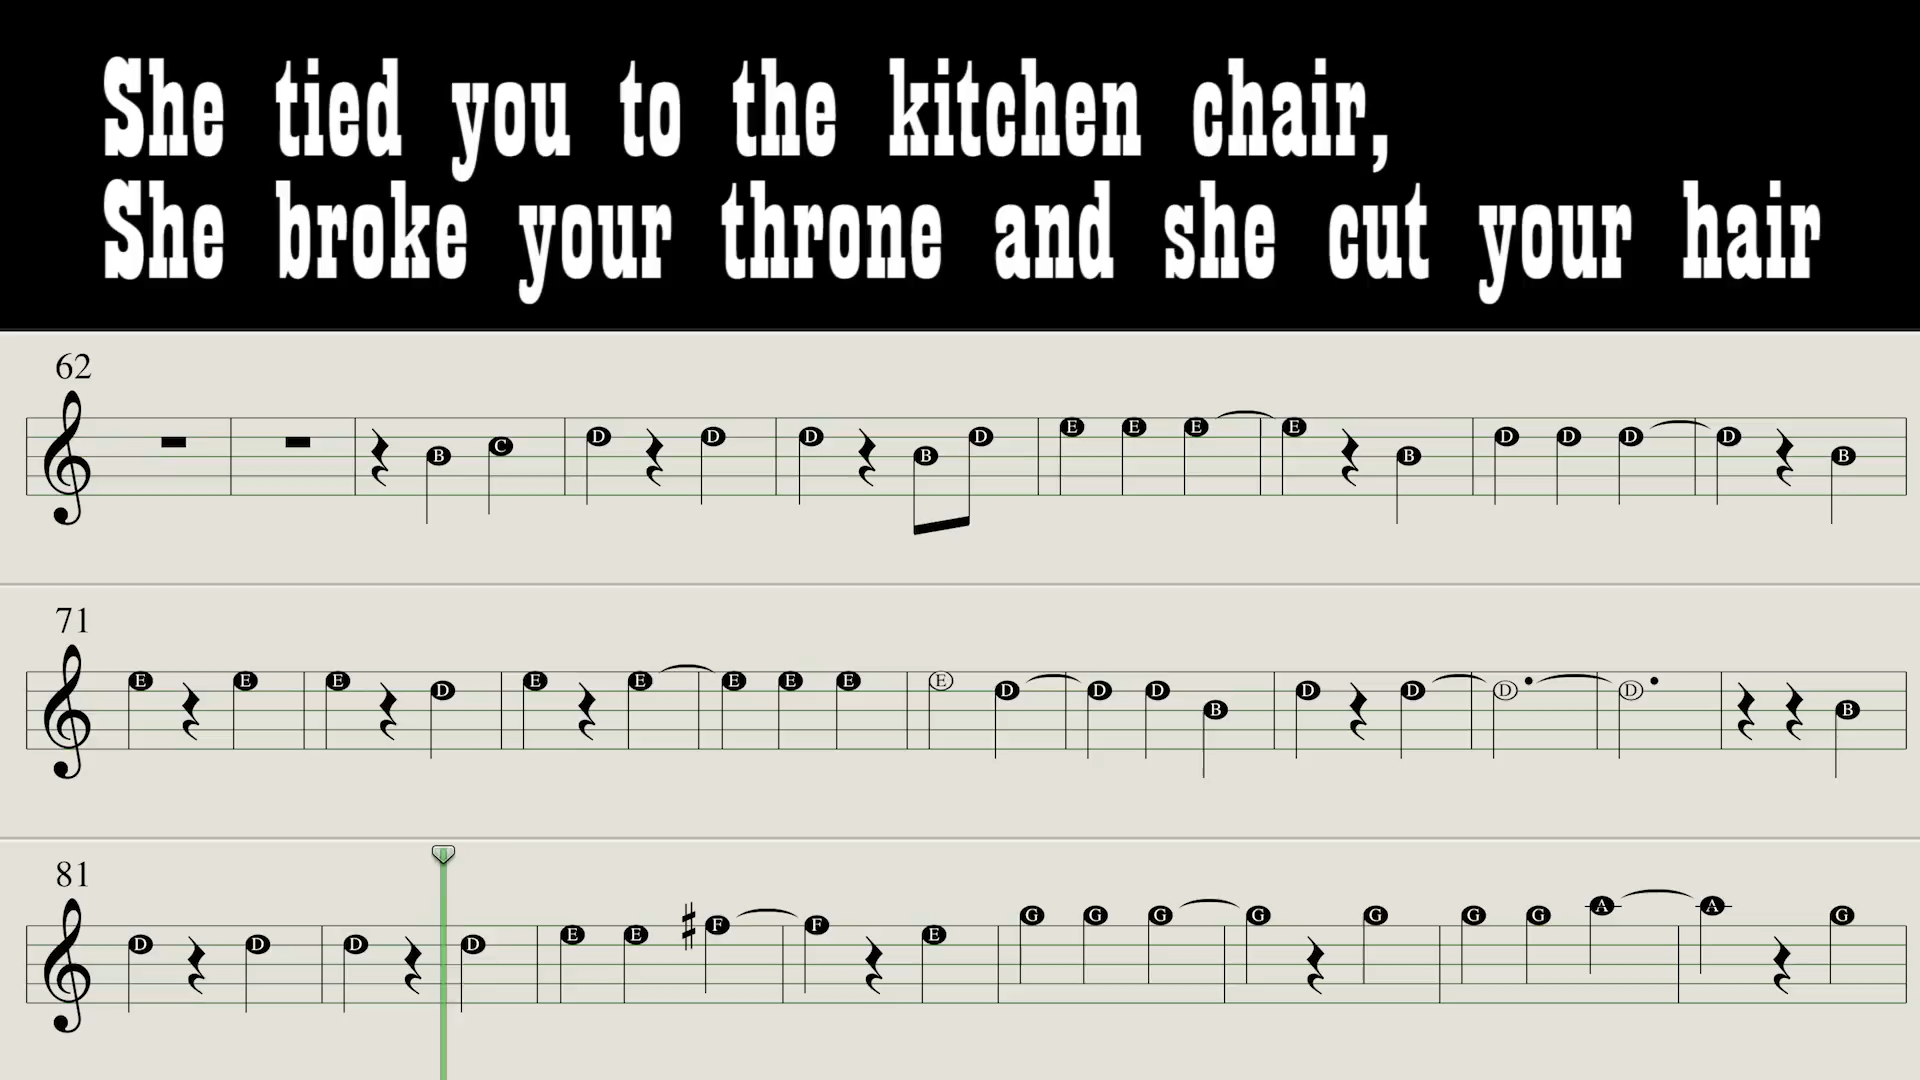 She tied you to the kitchen chair,
She broke your throne and she cut your hair
62
B C D D D B D E E E E B D D D D B
71
E E E D E E E E E E D D D B D D D D B
81
D D D D E E F F E G G G G G G G A A G